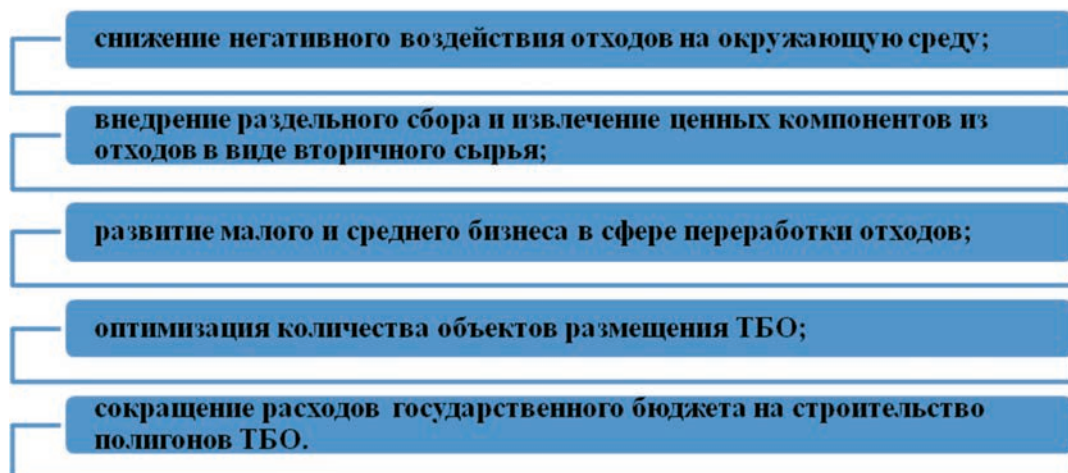 снижение негативного воздействия отходов на окружающую среду;
внедрение раздельного сбора и извлечение ценных компонентов из
отходов в виде вторичного сырья;
развитие малого и среднего бизнеса в сфере переработки отходов;
оптимизация количества объектов размещения ТБО;
сокращение расходов государственного бюджета на строительство
полигонов ТБО.